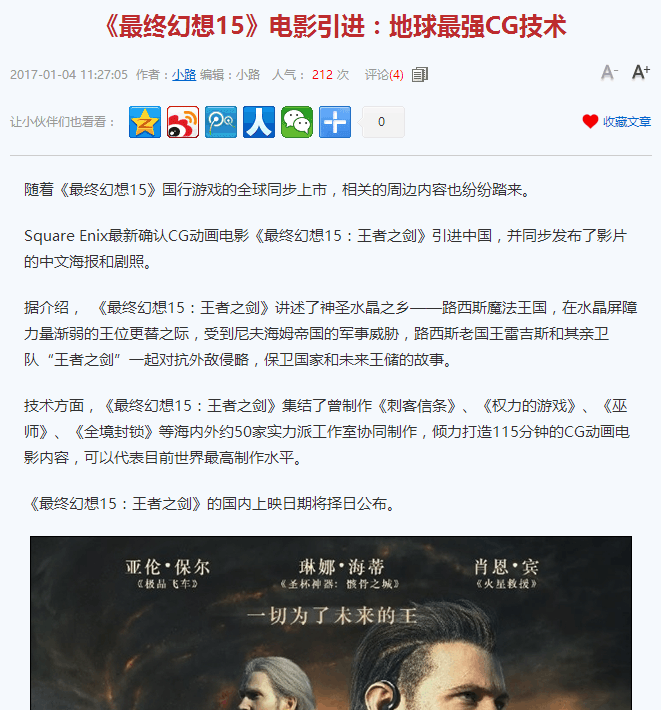 《最终幻想15》电影引进：地球最强CG技术
2017-01-04 11:27:05 作者：小路 编辑：小路 人气： 212 次 评论(4)
A- A+
让小伙伴们也看看： 0 收藏文章
随着《最终幻想15》国行游戏的全球同步上市，相关的周边内容也纷纷踏来。
Square Enix最新确认CG动画电影《最终幻想15：王者之剑》引进中国，并同步发布了影片
的中文海报和剧照。
据介绍， 《最终幻想15：王者之剑》讲述了神圣水晶之乡——路西斯魔法王国，在水晶屏障
力量渐弱的王位更替之际，受到尼夫海姆帝国的军事威胁，路西斯老国王雷吉斯和其亲卫
队“王者之剑”一起对抗外敌侵略，保卫国家和未来王储的故事。
技术方面，《最终幻想15：王者之剑》集结了曾制作《刺客信条》、《权力的游戏》、《巫
师》、《全境封锁》等海内外约50家实力派工作室协同制作，倾力打造115分钟的CG动画电
影内容，可以代表目前世界最高制作水平。
《最终幻想15：王者之剑》的国内上映日期将择日公布。
亚伦·保尔 琳娜·海蒂 肖恩·宾
《极品飞车》 《圣杯神器：骸骨之城》 《火星救援》
一切为了未来的王